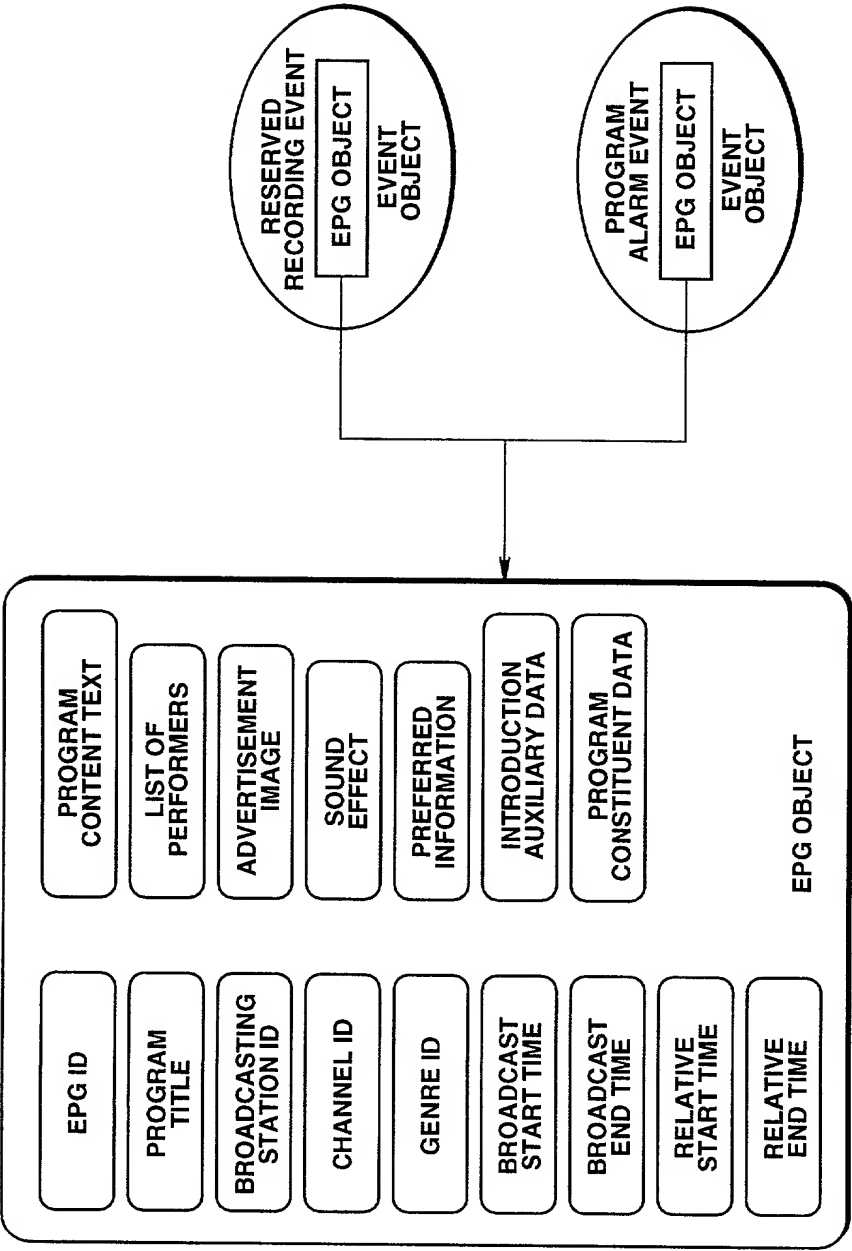 EPG ID
PROGRAM
TITLE
BROADCASTING
STATION ID
CHANNEL ID
GENRE ID
BROADCAST
START TIME
BROADCAST
END TIME
RELATIVE
START TIME
RELATIVE
END TIME
PROGRAM
CONTENT TEXT
LIST OF
PERFORMERS
ADVERTISEMENT
IMAGE
SOUND
EFFECT
PREFERRED
INFORMATION
INTRODUCTION
AUXILIARY DATA
PROGRAM
CONSTITUENT DATA
EPG OBJECT
RESERVED
RECORDING EVENT
EPG OBJECT
EVENT
OBJECT
PROGRAM
ALARM EVENT
EPG OBJECT
EVENT
OBJECT